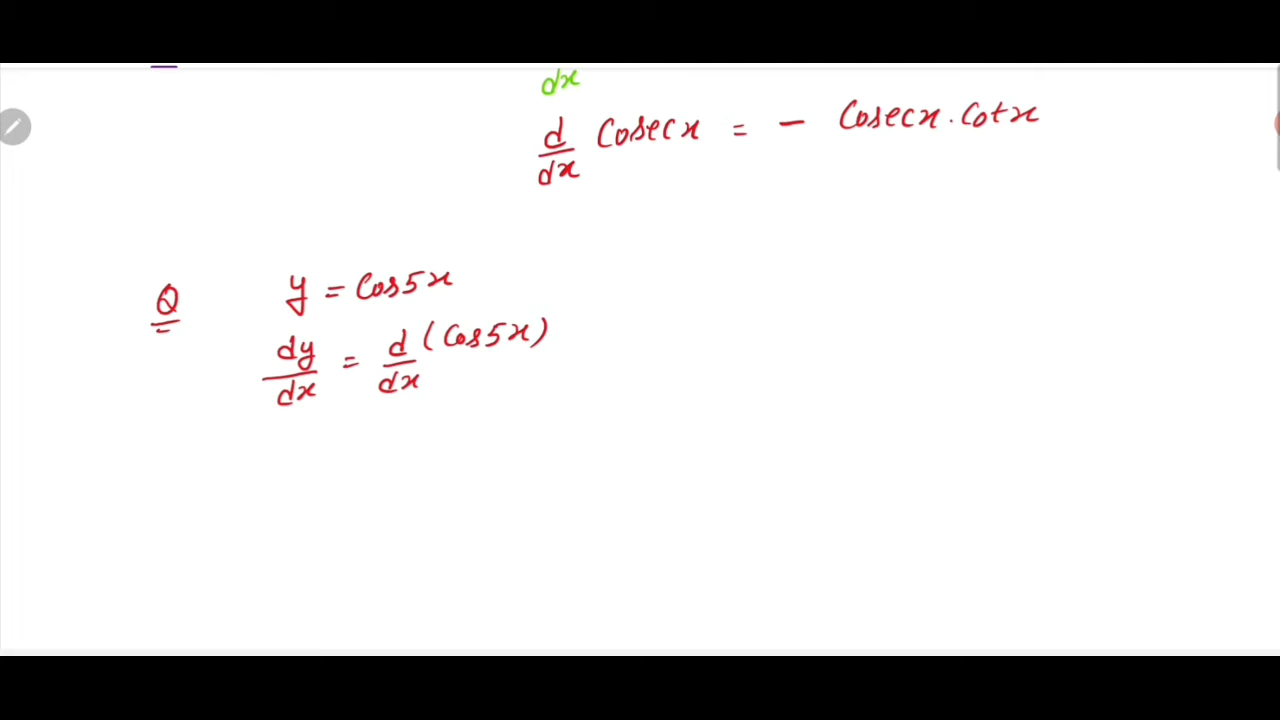 dx
d/dx Cosecx = - Cosecx . Cotx
Q y = Cos5x
dy/dx = d/dx (Cos5x)